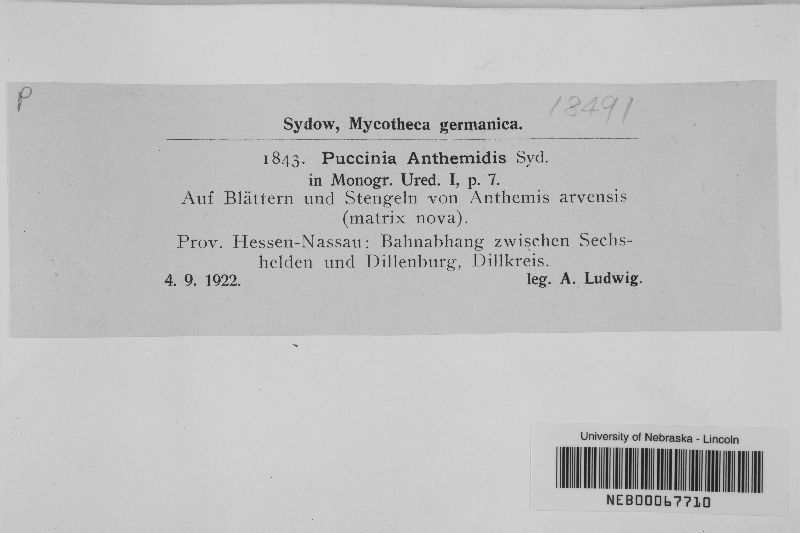 P
18491
Sydow, Mycotheca germanica.
1843. Puccinia Anthemidis Syd.
in Monogr. Ured. I, p. 7.
Auf Blättern und Stengeln von Anthemis arvensis
(matrix nova).
Prov. Hessen-Nassau: Bahnabhang zwischen Sechs-
helden und Dillenburg, Dillkreis.
4. 9. 1922. leg. A. Ludwig.
University of Nebraska - Lincoln
NEB00067710